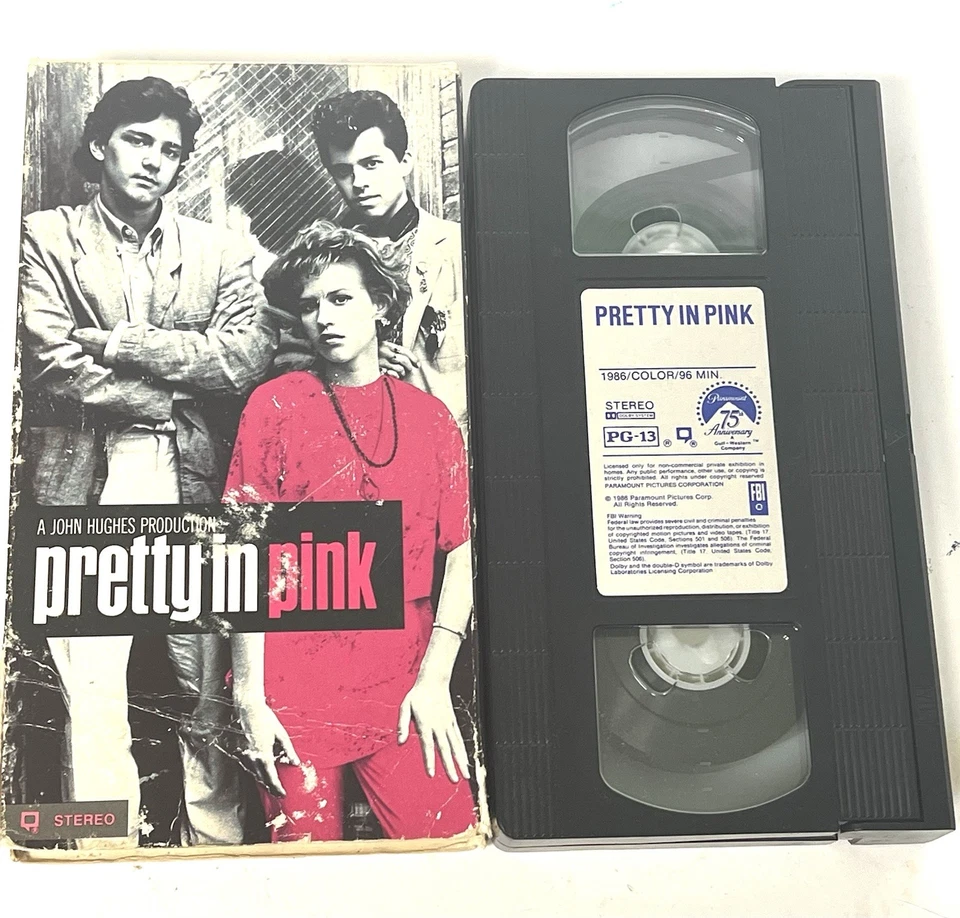 A JOHN HUGHES PRODUCTION
pretty in pink
STEREO
PRETTY IN PINK
1986/COLOR/96 MIN.
STEREO
DOLBY SYSTEM
PG-13 ® ®
Paramount
75th
Anniversary
A
Gulf+Western
Company
TM
Licensed only for non-commercial private exhibition in
homes. Any public performance, other use, or copying is
strictly prohibited. All rights under copyright reserved
PARAMOUNT PICTURES CORPORATION
© 1986 Paramount Pictures Corp.
All Rights Reserved.
FBI
FBI Warning
Federal law provides severe civil and criminal penalties
for the unauthorized reproduction, distribution, or exhibition
of copyrighted motion pictures and video tapes, (Title 17,
United States Code, Sections 501 and 506). The Federal
Bureau of Investigation investigates allegations of criminal
copyright infringement, (Title 17, United States Code,
Section 506).
Dolby and the double-D symbol are trademarks of Dolby
Laboratories Licensing Corporation